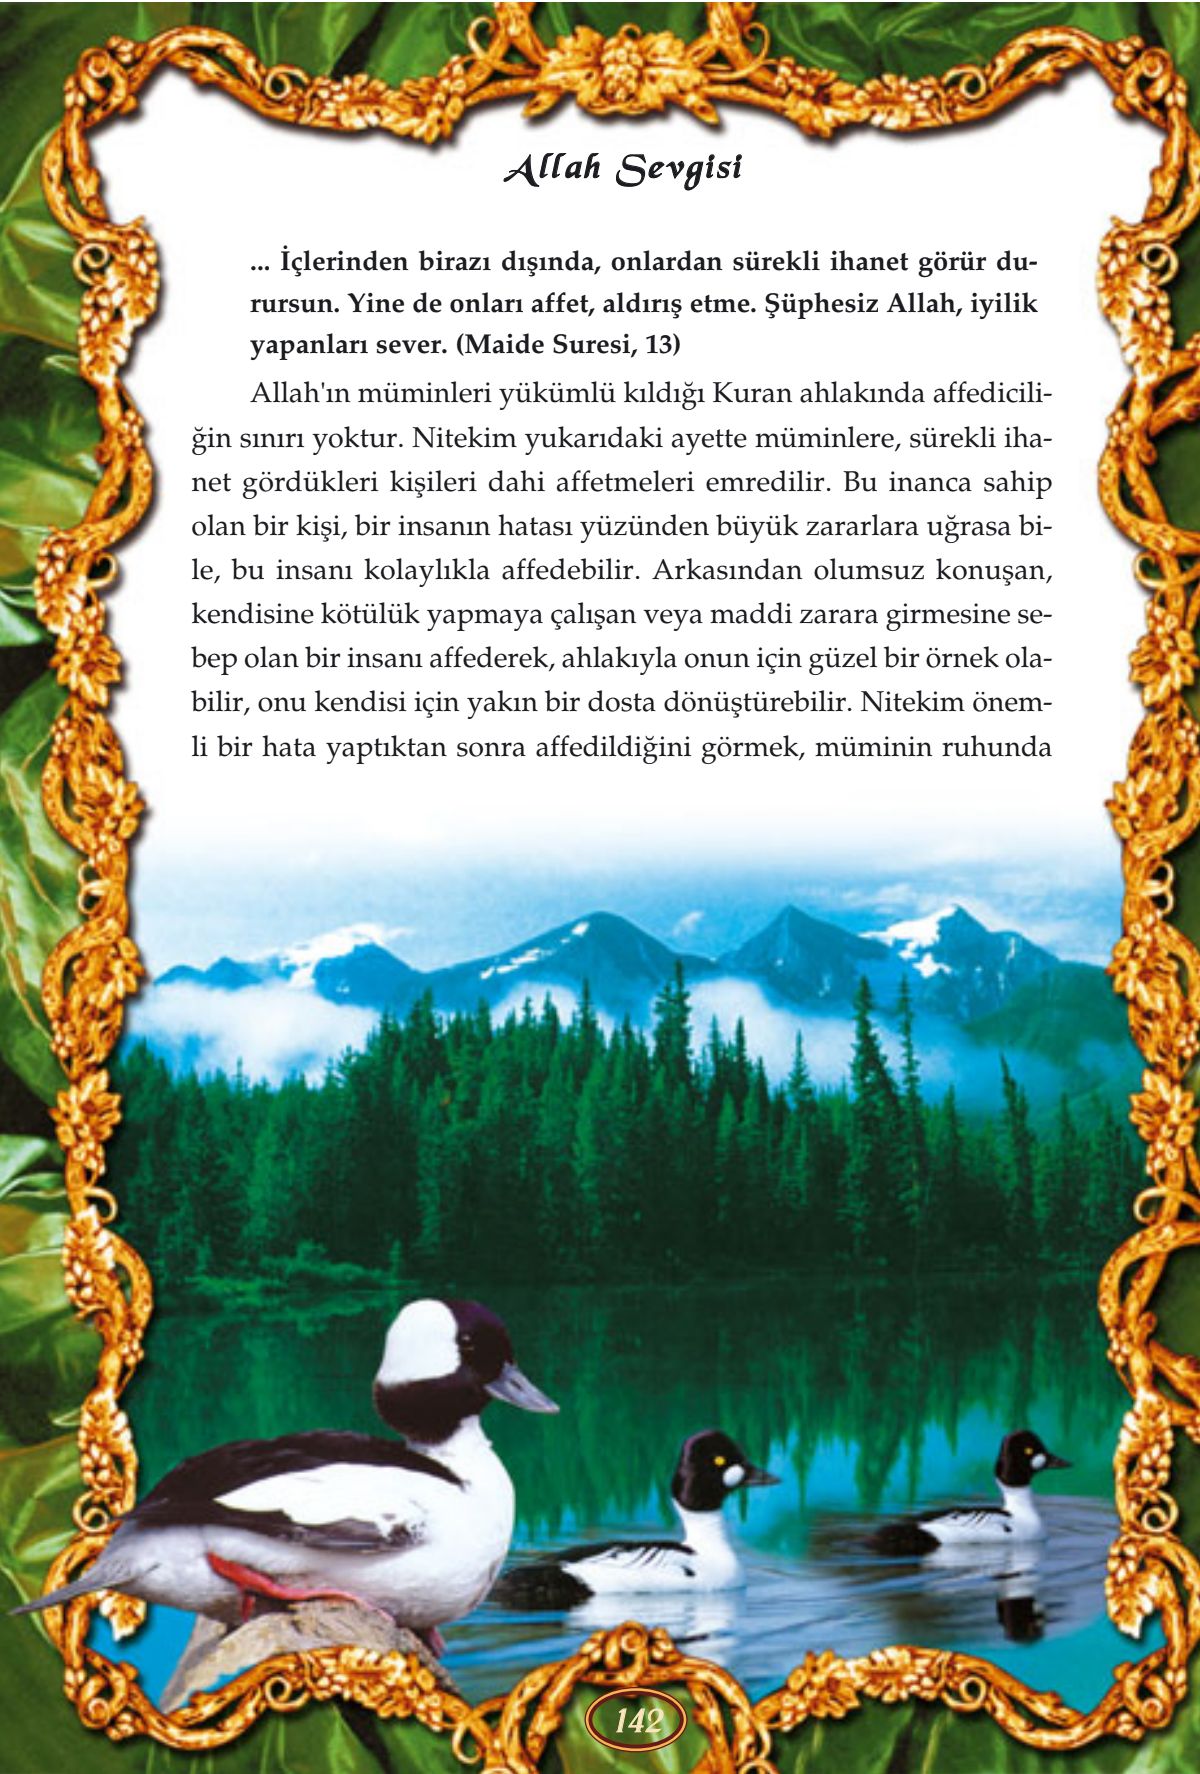 Allah Sevgisi
... İçlerinden birazı dışında, onlardan sürekli ihanet görür du-
rursun. Yine de onları affet, aldırış etme. Şüphesiz Allah, iyilik
yapanları sever. (Maide Suresi, 13)
Allah'ın müminleri yükümlü kıldığı Kuran ahlakında affedicili-
ğin sınırı yoktur. Nitekim yukarıdaki ayette müminlere, sürekli iha-
net gördükleri kişileri dahi affetmeleri emredilir. Bu inanca sahip
olan bir kişi, bir insanın hatası yüzünden büyük zararlara uğrasa bi-
le, bu insanı kolaylıkla affedebilir. Arkasından olumsuz konuşan,
kendisine kötülük yapmaya çalışan veya maddi zarara girmesine se-
bep olan bir insanı affederek, ahlakıyla onun için güzel bir örnek ola-
bilir, onu kendisi için yakın bir dosta dönüştürebilir. Nitekim önem-
li bir hata yaptıktan sonra affedildiğini görmek, müminin ruhunda
142